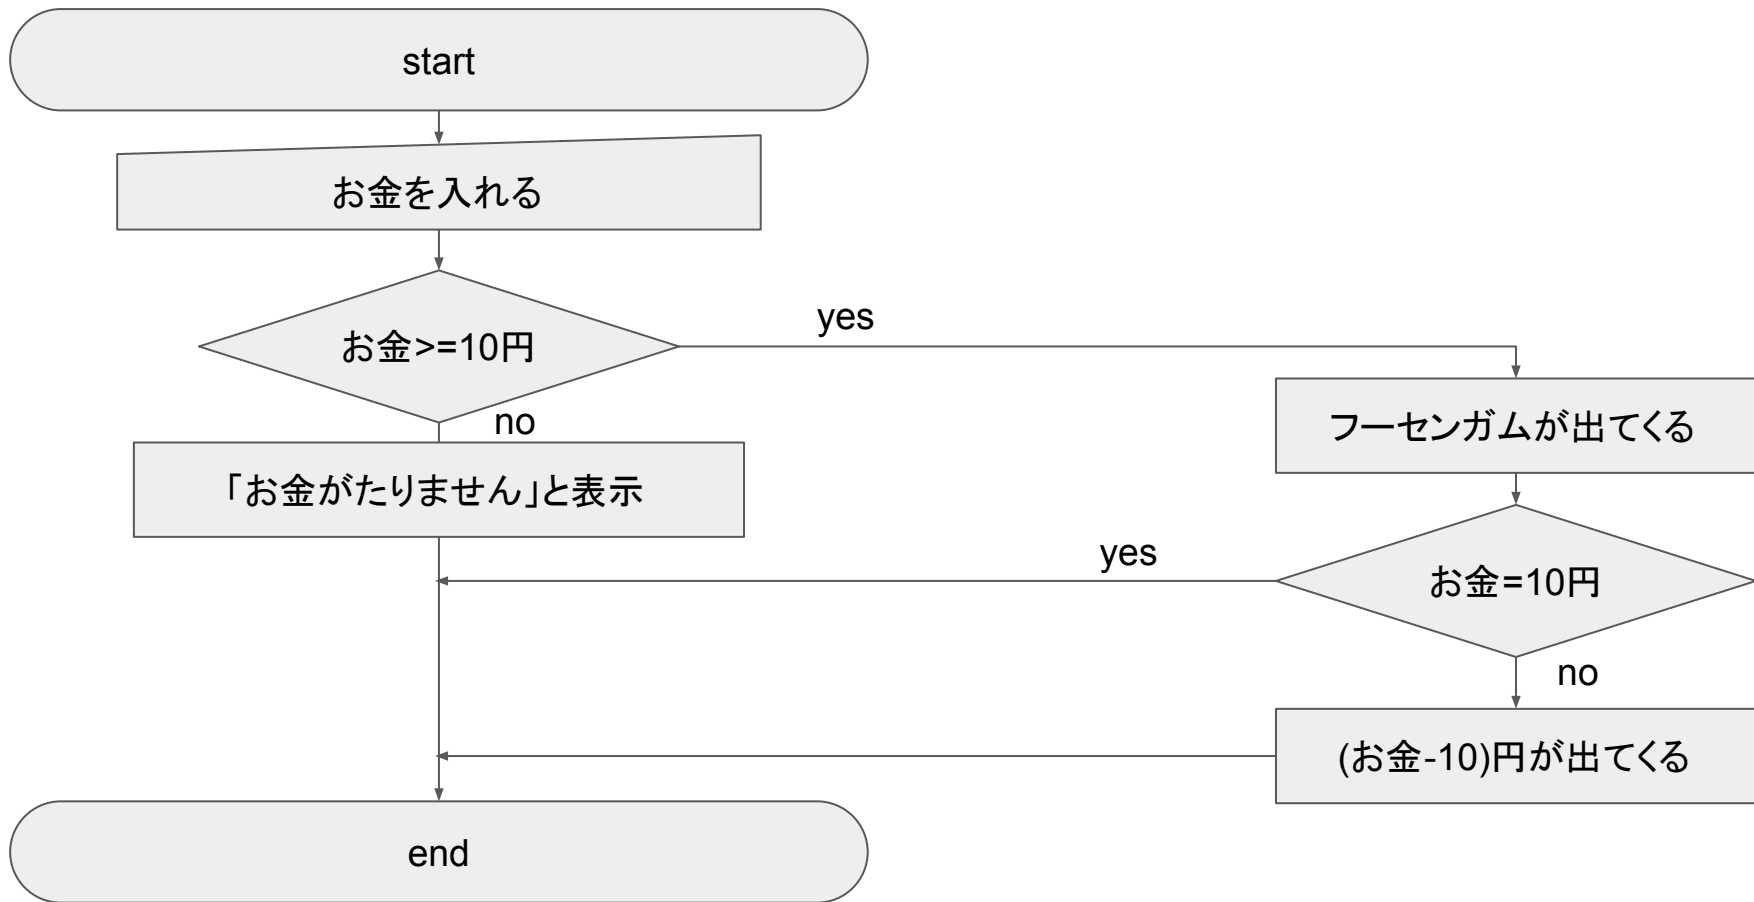 start
お金を入れる
お金>=10円
yes
no
「お金がたりません」と表示
フーセンガムが出てくる
お金=10円
yes
no
(お金-10)円が出てくる
end